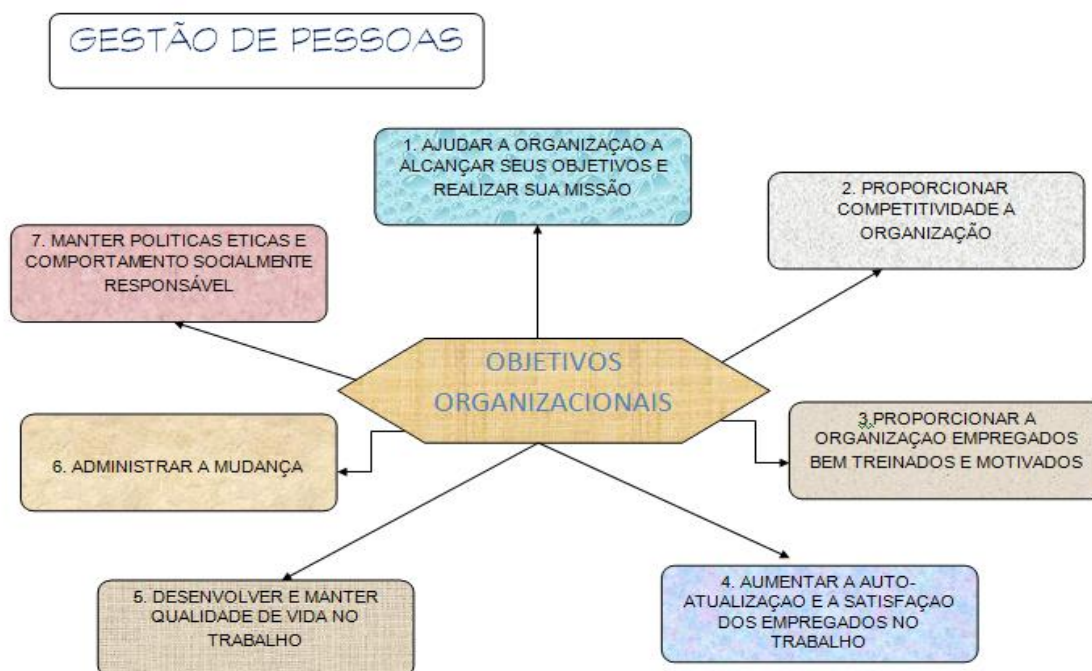 GESTÃO DE PESSOAS
1. AJUDAR A ORGANIZAÇAO A
ALCANÇAR SEUS OBJETIVOS E
REALIZAR SUA MISSÃO
2. PROPORCIONAR
COMPETITIVIDADE A
ORGANIZAÇÃO
7. MANTER POLITICAS ETICAS E
COMPORTAMENTO SOCIALMENTE
RESPONSÁVEL
OBJETIVOS
ORGANIZACIONAIS
3.PROPORCIONAR A
ORGANIZAÇAO EMPREGADOS
BEM TREINADOS E MOTIVADOS
6. ADMINISTRAR A MUDANÇA
4. AUMENTAR A AUTO-
ATUALIZAÇAO E A SATISFAÇAO
DOS EMPREGADOS NO
TRABALHO
5. DESENVOLVER E MANTER
QUALIDADE DE VIDA NO
TRABALHO